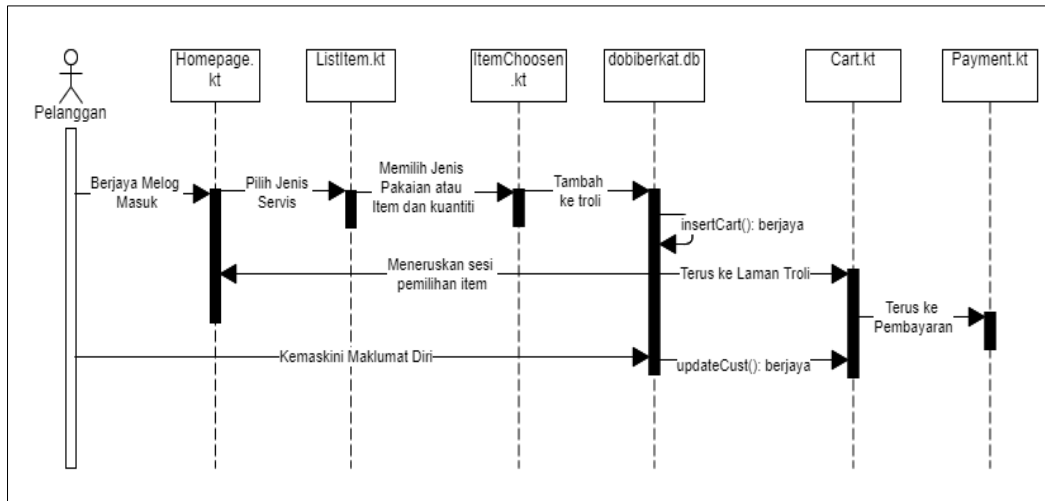 Homepage.
kt
ListItem.kt
ItemChoosen
.kt
dobiberkat.db
Cart.kt
Payment.kt
Pelanggan
Berjaya Melog
Masuk
Pilih Jenis
Servis
Memilih Jenis
Pakaian atau
Item dan kuantiti
Tambah
ke troli
insertCart(): berjaya
Meneruskan sesi
pemilihan item
Terus ke Laman Troli
Terus ke
Pembayaran
Kemaskini Maklumat Diri
updateCust(): berjaya